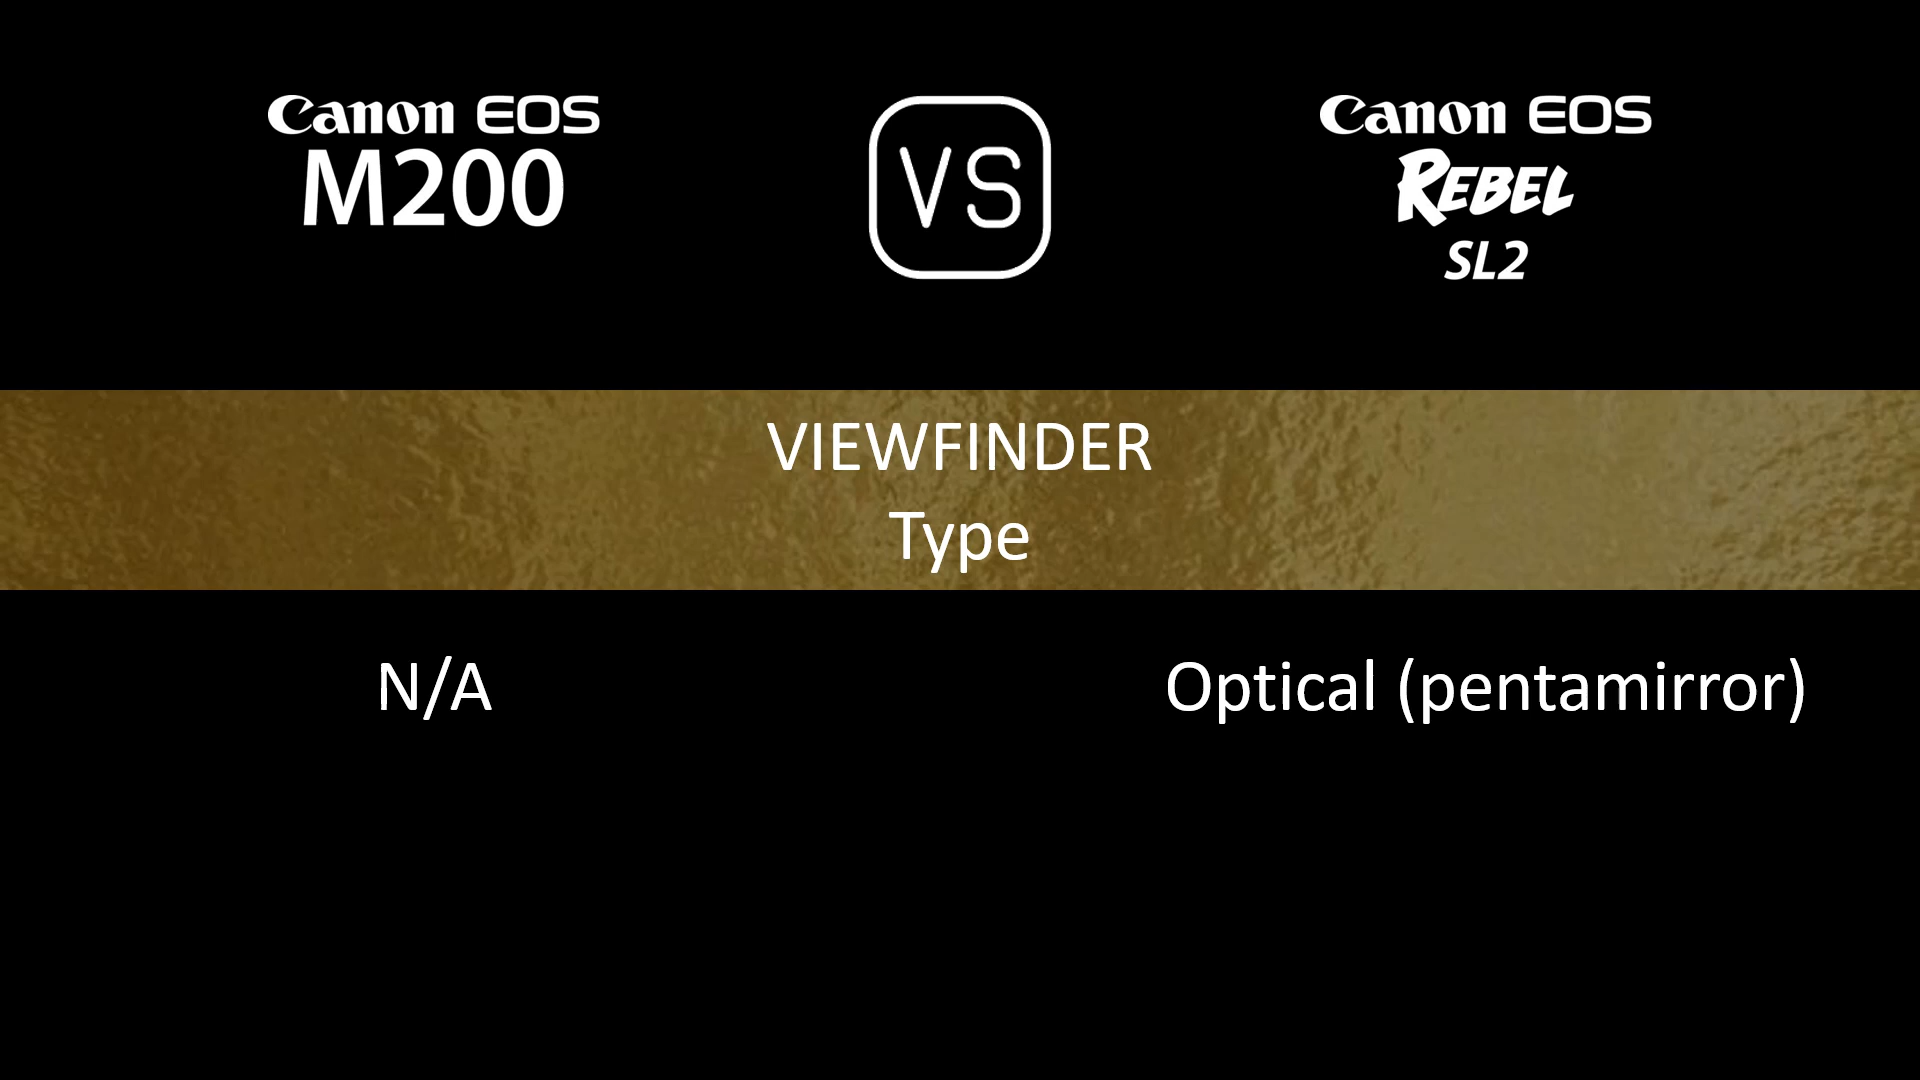 Canon EOS
M200
VS
Canon EOS
REBEL
SL2
VIEWFINDER
Type
N/A
Optical (pentamirror)